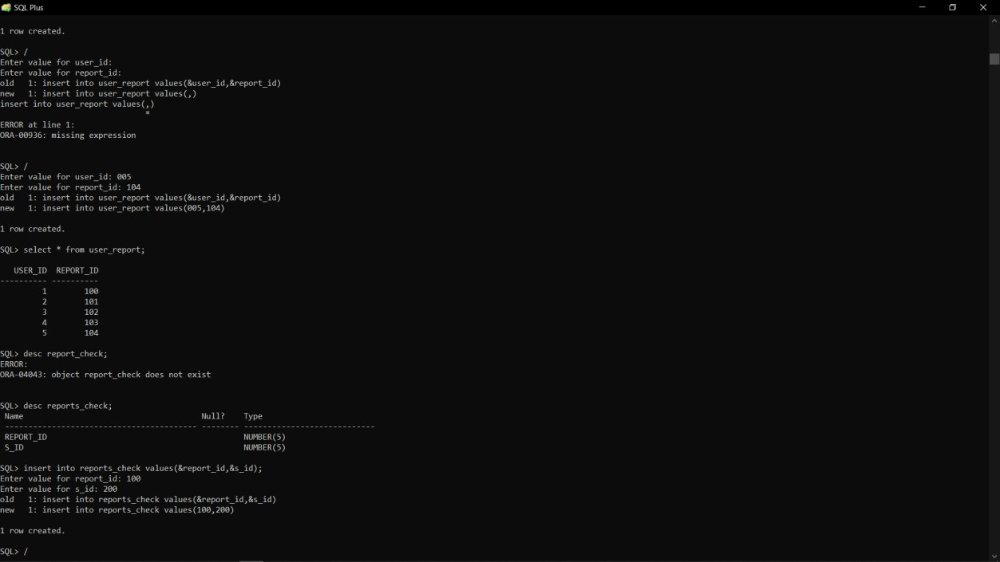 SQL Plus
1 row created.
SQL> /
Enter value for user_id:
Enter value for report_id:
old   1: insert into user_report values(&user_id,&report_id)
new   1: insert into user_report values(,)
insert into user_report values(,)
*
ERROR at line 1:
ORA-00936: missing expression
SQL> /
Enter value for user_id: 005
Enter value for report_id: 104
old   1: insert into user_report values(&user_id,&report_id)
new   1: insert into user_report values(005,104)
1 row created.
SQL> select * from user_report;
   USER_ID  REPORT_ID
---------- ----------
         1        100
         2        101
         3        102
         4        103
         5        104
SQL> desc report_check;
ERROR:
ORA-04043: object report_check does not exist
SQL> desc reports_check;
 Name                                      Null?    Type
 ----------------------------------------- -------- ----------------------------
 REPORT_ID                                          NUMBER(5)
 S_ID                                               NUMBER(5)
SQL> insert into reports_check values(&report_id,&s_id);
Enter value for report_id: 100
Enter value for s_id: 200
old   1: insert into reports_check values(&report_id,&s_id)
new   1: insert into reports_check values(100,200)
1 row created.
SQL> /